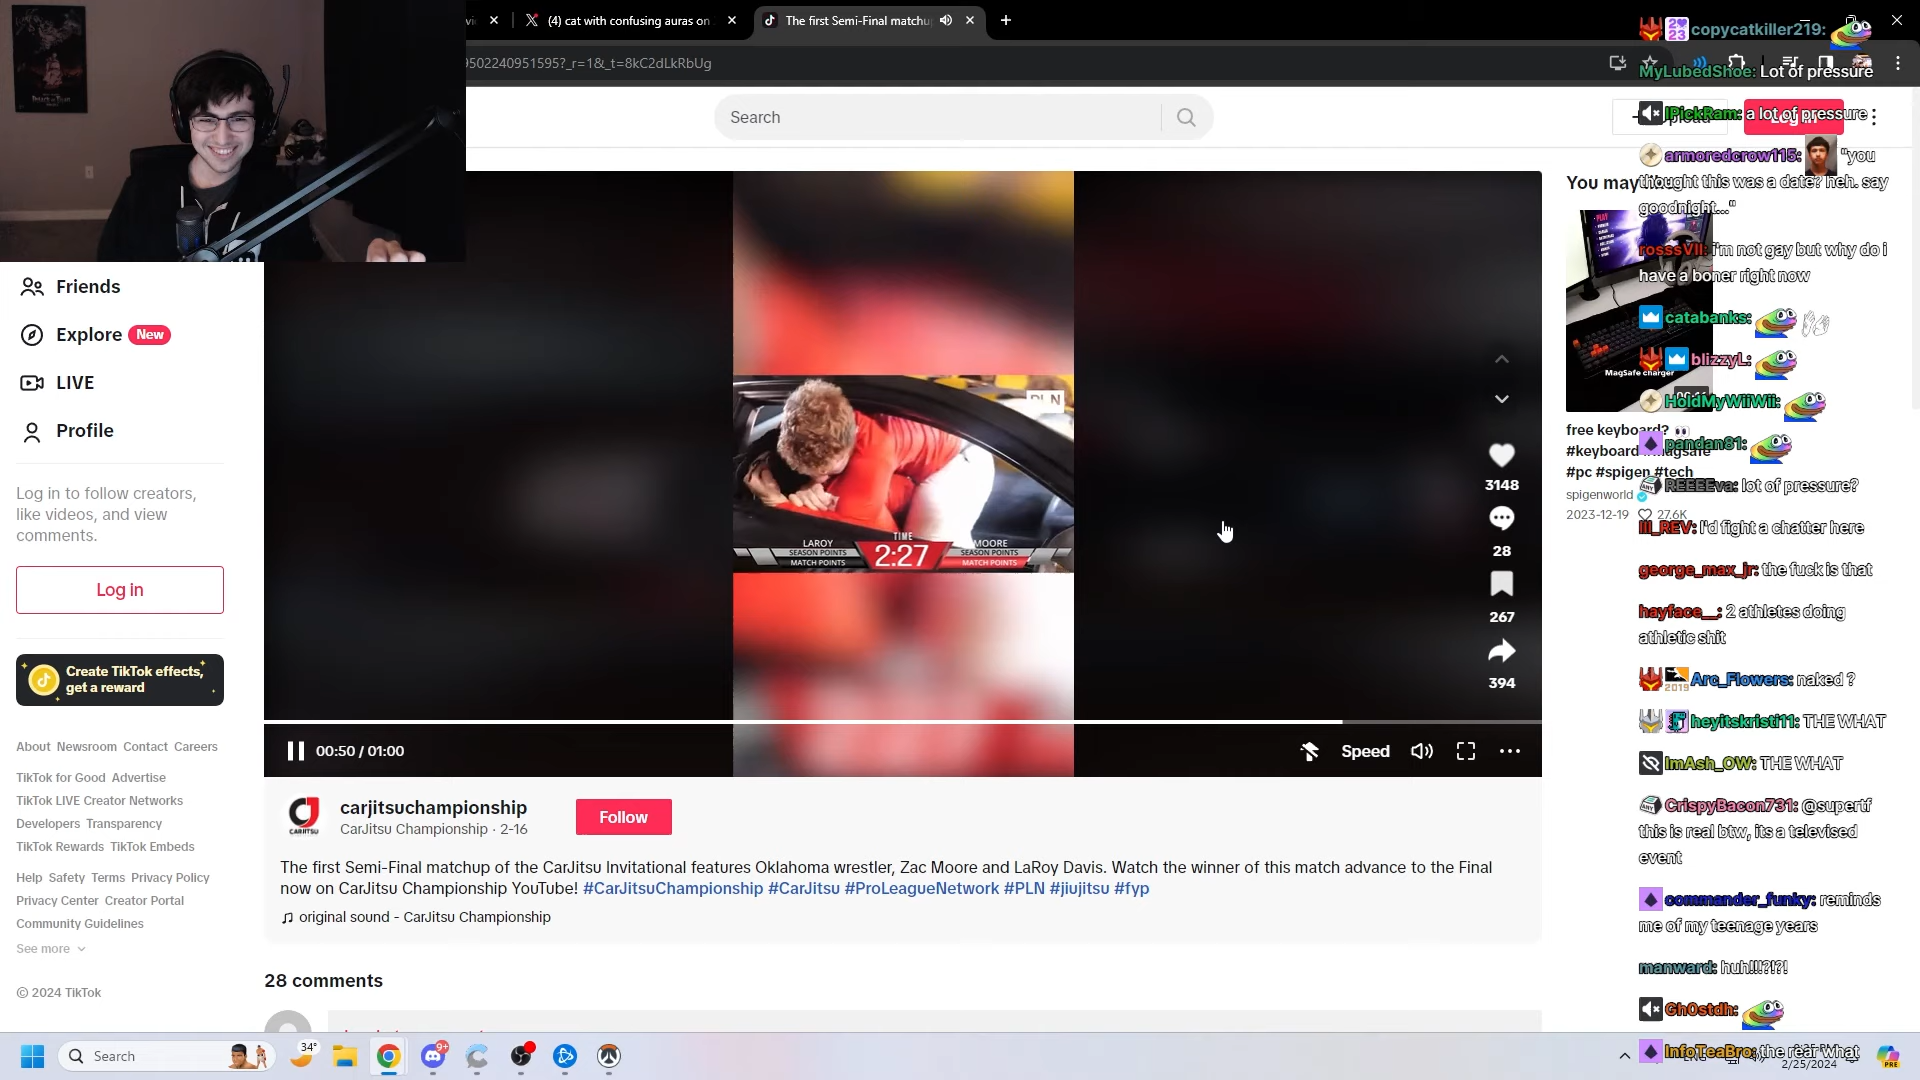 (4) cat with confusing auras on
The first Semi-Final matchu
9502240951595?_r=1&_t=8kC2dLkRbUg
Search
You may
Friends
Explore New
LIVE
Profile
Log in to follow creators,
like videos, and view
comments.
Log in
Create TikTok effects,
get a reward
About Newsroom Contact Careers
TikTok for Good Advertise
TikTok LIVE Creator Networks
Developers Transparency
TikTok Rewards TikTok Embeds
Help Safety Terms Privacy Policy
Privacy Center Creator Portal
Community Guidelines
See more
© 2024 TikTok
PLN
LAROY TIME MOORE
SEASON POINTS 2:27 SEASON POINTS
MATCH POINTS MATCH POINTS
3148
28
267
394
00:50 / 01:00
Speed
CARJITSU
carjitsuchampionship
CarJitsu Championship · 2-16
Follow
The first Semi-Final matchup of the CarJitsu Invitational features Oklahoma wrestler, Zac Moore and LaRoy Davis. Watch the winner of this match advance to the Final
now on CarJitsu Championship YouTube! #CarJitsuChampionship #CarJitsu #ProLeagueNetwork #PLN #jiujitsu #fyp
original sound - CarJitsu Championship
28 comments
MagSafe charger
free keyboard?
#keyboard #magsafe
#pc #spigen #tech
spigenworld
2023-12-19 27.6K
copycatkiller219:
MyLubedShoe: Lot of pressure
IPickRam: a lot of pressure
armoredcrow115: "you
thought this was a date? heh. say
goodnight..."
rosssVII: i'm not gay but why do i
have a boner right now
catabanks:
blizzyL:
HoldMyWiiWii:
pandan81:
REEEEva: lot of pressure?
lll_REV: I'd fight a chatter here
george_max_jr: the fuck is that
hayface__: 2 athletes doing
athletic shit
2019 Arc_Flowers: naked ?
heyitskristi11: THE WHAT
ImAsh_OW: THE WHAT
CrispyBacon731: @supertf
this is real btw, its a televised
event
commander_funky: reminds
me of my teenage years
manward: huh!!!?!?!
Gh0stdh:
InfoTeaBro: the rear what
34°
Search
9+
2/25/2024
PRE